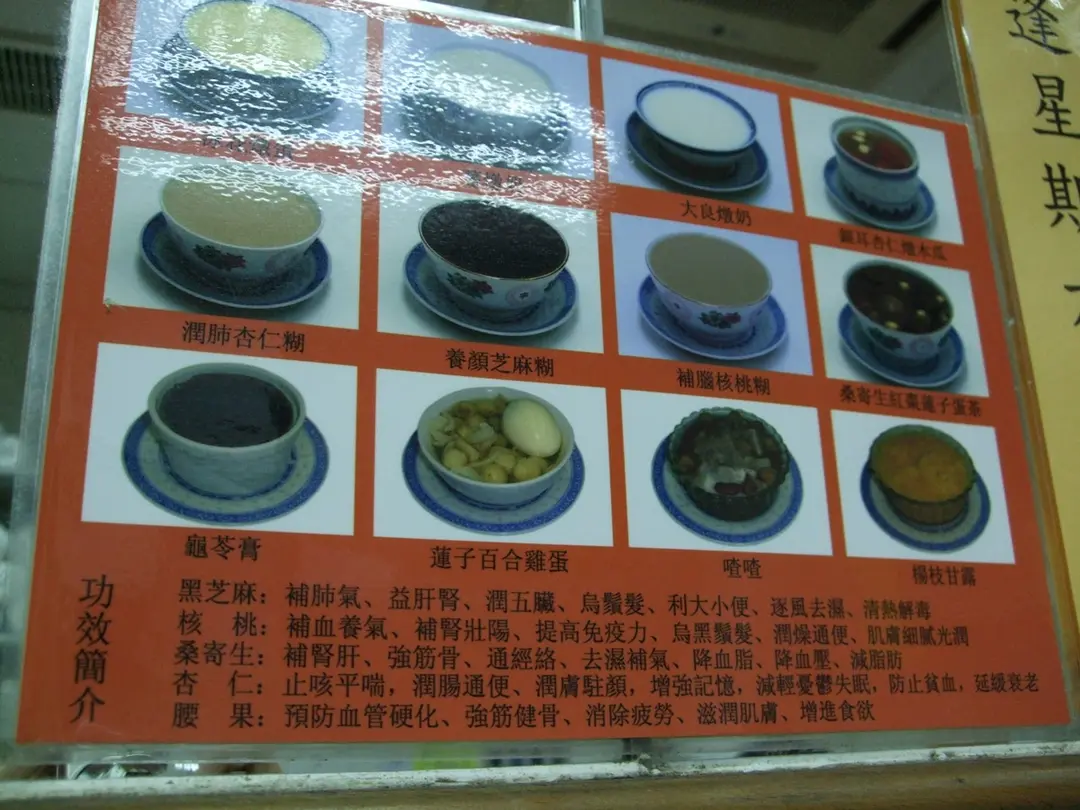 大良燉奶
銀耳杏仁燉木瓜
潤肺杏仁糊
養顏芝麻糊
補腦核桃糊
桑寄生紅棗蓮子蛋茶
龜苓膏
蓮子百合雞蛋
喳喳
楊枝甘露
功效簡介
黑芝麻：補肺氣、益肝腎、潤五臟、烏鬚髮、利大小便、逐風去濕、清熱解毒
核 桃：補血養氣、補腎壯陽、提高免疫力、烏黑鬚髮、潤燥通便、肌膚細膩光潤
桑寄生：補腎肝、強筋骨、通經絡、去濕補氣、降血脂、降血壓、減脂肪
杏 仁：止咳平喘，潤腸通便、潤膚駐顏，增強記憶，減輕憂鬱失眠，防止貧血，延緩衰老
腰 果：預防血管硬化、強筋健骨、消除疲勞、滋潤肌膚、增進食欲
逢星期